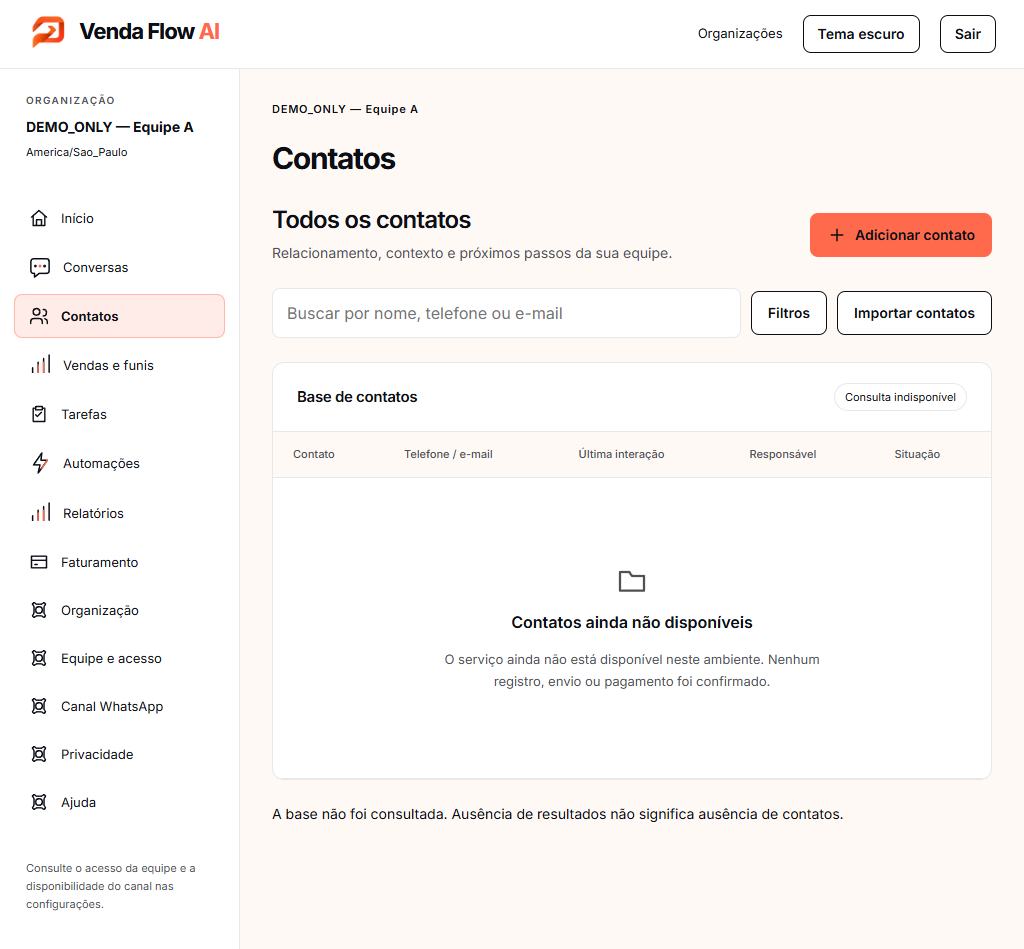 Venda Flow AI
Organizações
Tema escuro
Sair
ORGANIZAÇÃO
DEMO_ONLY — Equipe A
America/Sao_Paulo
Início
Conversas
Contatos
Vendas e funis
Tarefas
Automações
Relatórios
Faturamento
Organização
Equipe e acesso
Canal WhatsApp
Privacidade
Ajuda
Consulte o acesso da equipe e a
disponibilidade do canal nas
configurações.
DEMO_ONLY — Equipe A
Contatos
Todos os contatos
Relacionamento, contexto e próximos passos da sua equipe.
+ Adicionar contato
Buscar por nome, telefone ou e-mail
Filtros
Importar contatos
Base de contatos
Consulta indisponível
Contato
Telefone / e-mail
Última interação
Responsável
Situação
Contatos ainda não disponíveis
O serviço ainda não está disponível neste ambiente. Nenhum
registro, envio ou pagamento foi confirmado.
A base não foi consultada. Ausência de resultados não significa ausência de contatos.